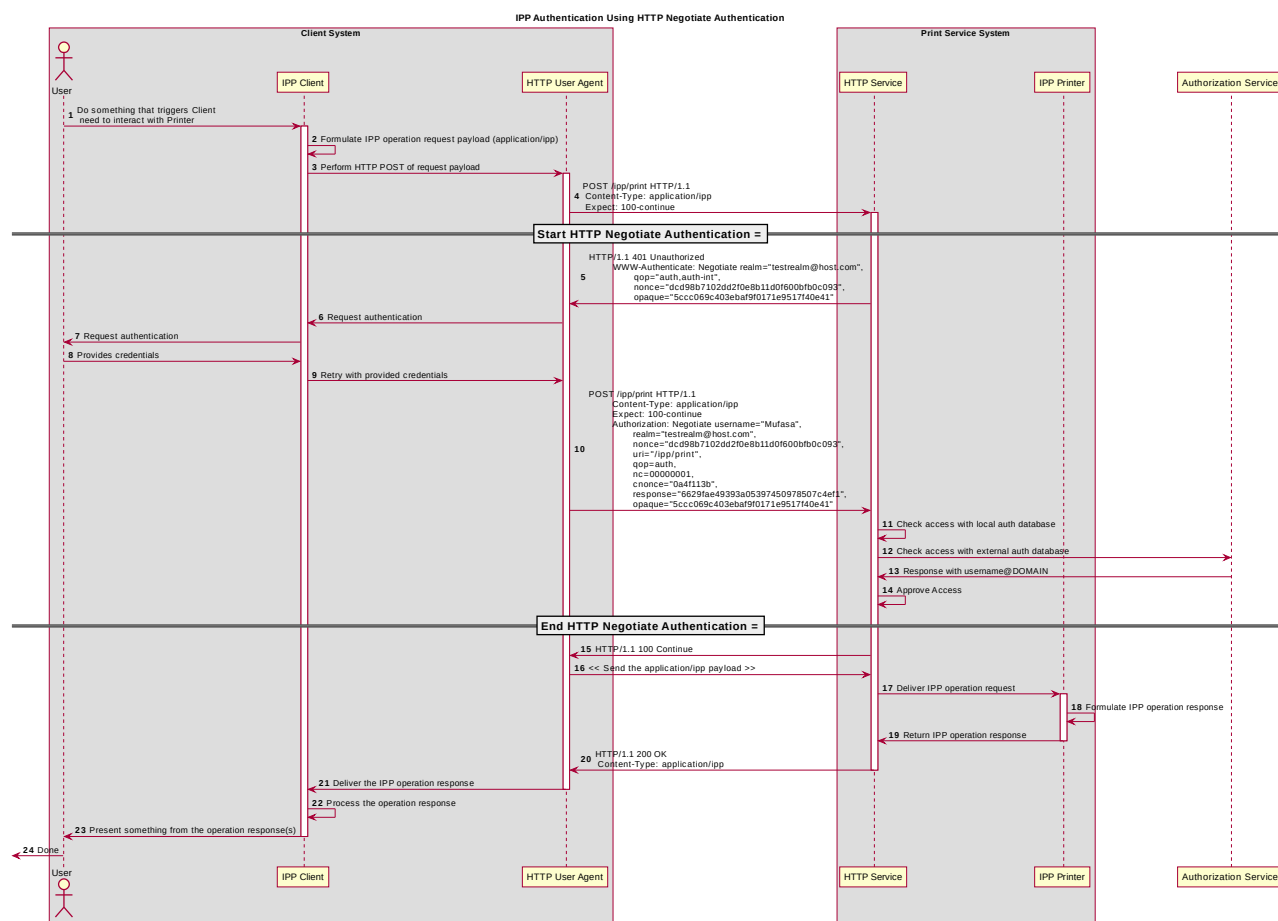 IPP Authentication Using HTTP Negotiate Authentication
Client System
Print Service System
User
IPP Client
HTTP User Agent
HTTP Service
IPP Printer
Authorization Service
1 Do something that triggers Client
need to interact with Printer
2 Formulate IPP operation request payload (application/ipp)
3 Perform HTTP POST of request payload
POST /ipp/print HTTP/1.1
4 Content-Type: application/ipp
Expect: 100-continue
Start HTTP Negotiate Authentication =
HTTP/1.1 401 Unauthorized
WWW-Authenticate: Negotiate realm="testrealm@host.com",
5 qop="auth,auth-int",
nonce="dcd98b7102dd2f0e8b11d0f600bfb0c093",
opaque="5ccc069c403ebaf9f0171e9517f40e41"
6 Request authentication
7 Request authentication
8 Provides credentials
9 Retry with provided credentials
POST /ipp/print HTTP/1.1
Content-Type: application/ipp
Expect: 100-continue
Authorization: Negotiate username="Mufasa",
realm="testrealm@host.com",
nonce="dcd98b7102dd2f0e8b11d0f600bfb0c093",
10 uri="/ipp/print",
qop=auth,
nc=00000001,
cnonce="0a4f113b",
response="6629fae49393a05397450978507c4ef1",
opaque="5ccc069c403ebaf9f0171e9517f40e41"
11 Check access with local auth database
12 Check access with external auth database
13 Response with username@DOMAIN
14 Approve Access
End HTTP Negotiate Authentication =
15 HTTP/1.1 100 Continue
16 << Send the application/ipp payload >>
17 Deliver IPP operation request
18 Formulate IPP operation response
19 Return IPP operation response
20 HTTP/1.1 200 OK
Content-Type: application/ipp
21 Deliver the IPP operation response
22 Process the operation response
23 Present something from the operation response(s)
24 Done
User
IPP Client
HTTP User Agent
HTTP Service
IPP Printer
Authorization Service